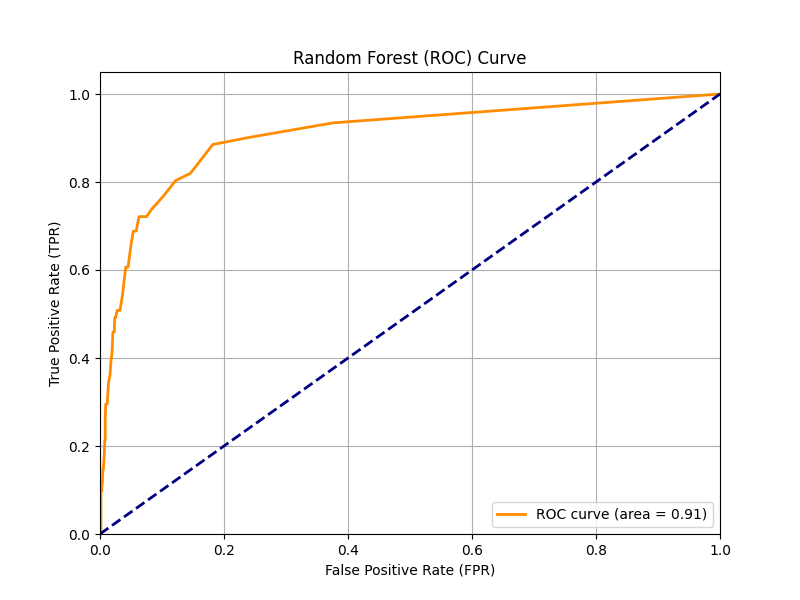 Random Forest (ROC) Curve
True Positive Rate (TPR)
1.0
0.8
0.6
0.4
0.2
0.0
0.0 0.2 0.4 0.6 0.8 1.0
False Positive Rate (FPR)
ROC curve (area = 0.91)